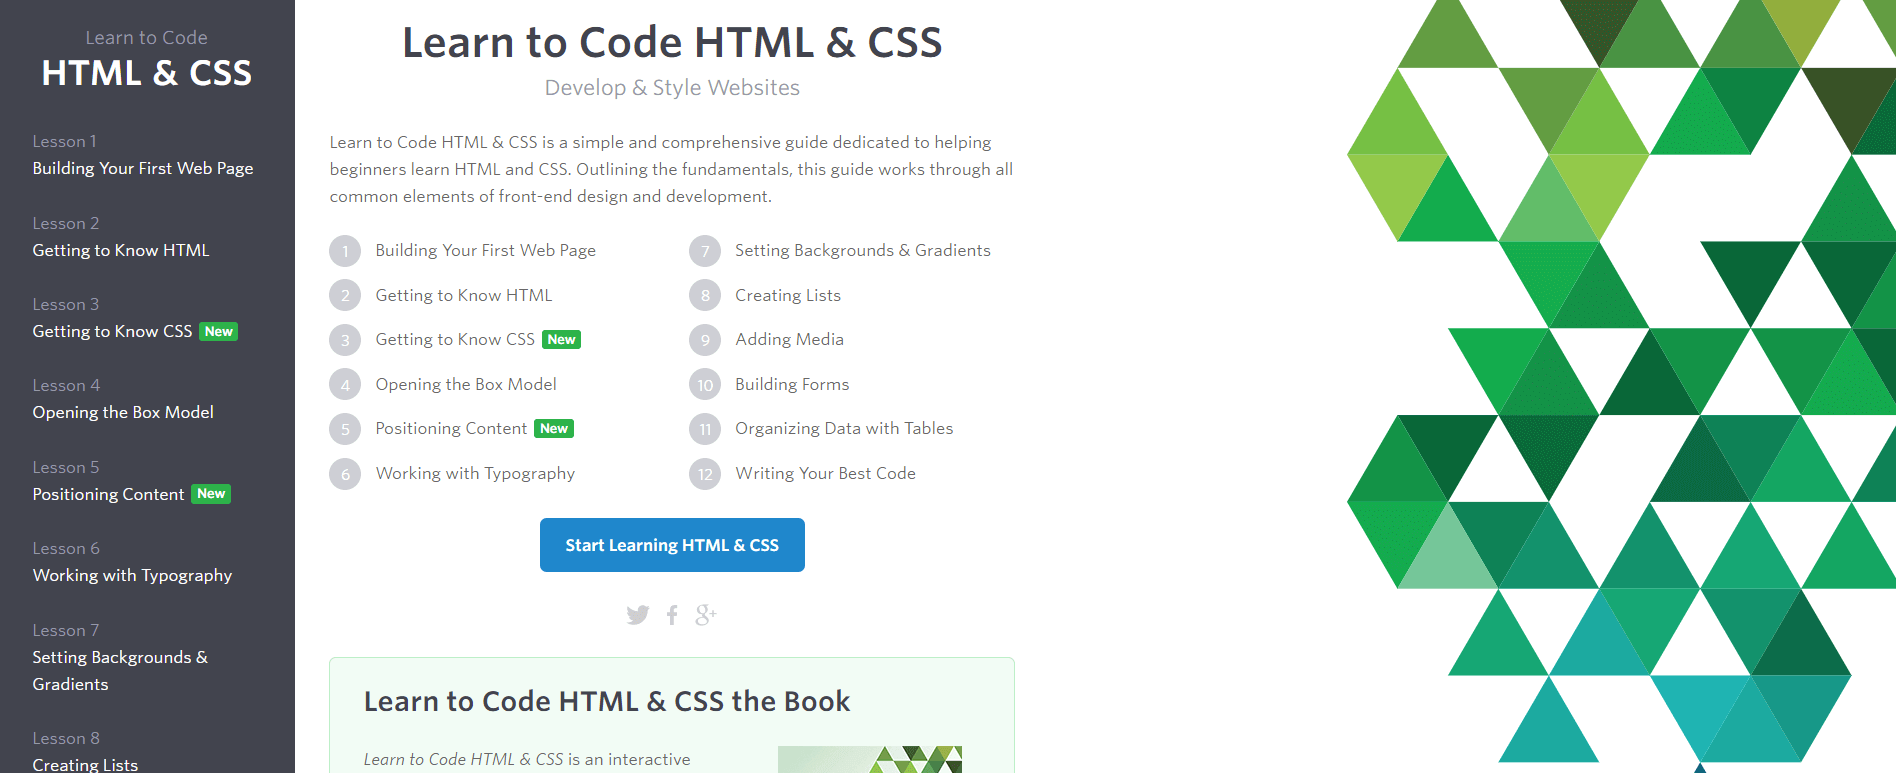 Learn to Code
HTML & CSS
Lesson 1
Building Your First Web Page
Lesson 2
Getting to Know HTML
Lesson 3
Getting to Know CSS New
Lesson 4
Opening the Box Model
Lesson 5
Positioning Content New
Lesson 6
Working with Typography
Lesson 7
Setting Backgrounds &
Gradients
Lesson 8
Creating Lists
Learn to Code HTML & CSS
Develop & Style Websites
Learn to Code HTML & CSS is a simple and comprehensive guide dedicated to helping
beginners learn HTML and CSS. Outlining the fundamentals, this guide works through all
common elements of front-end design and development.
1 Building Your First Web Page
2 Getting to Know HTML
3 Getting to Know CSS New
4 Opening the Box Model
5 Positioning Content New
6 Working with Typography
7 Setting Backgrounds & Gradients
8 Creating Lists
9 Adding Media
10 Building Forms
11 Organizing Data with Tables
12 Writing Your Best Code
Start Learning HTML & CSS
Learn to Code HTML & CSS the Book
Learn to Code HTML & CSS is an interactive